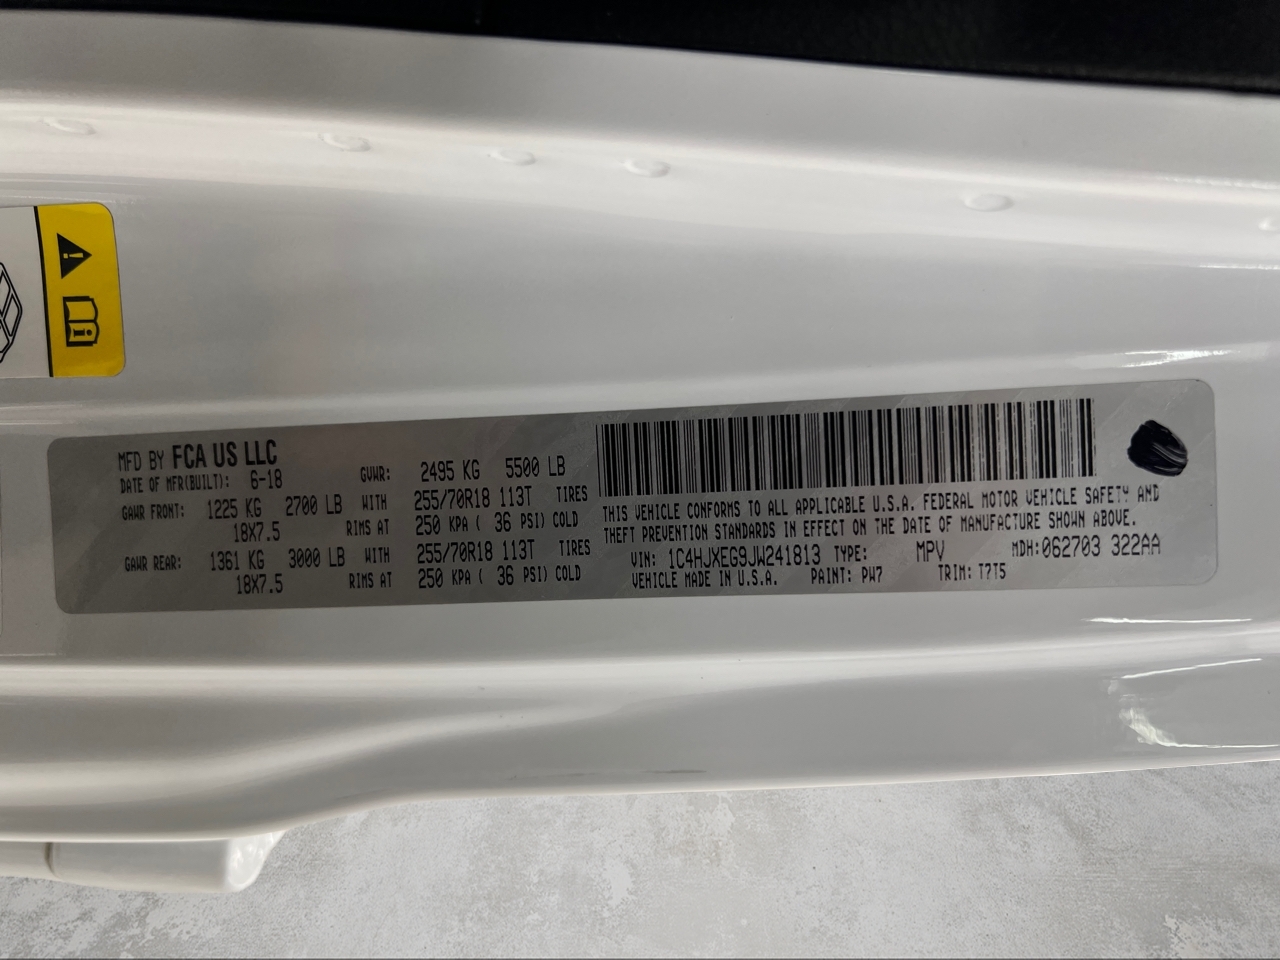 MFD BY FCA US LLC
DATE OF MFR(BUILT): 6-18 GVWR: 2495 KG 5500 LB
GAWR FRONT: 1225 KG 2700 LB WITH 255/70R18 113T TIRES
18X7.5 RIMS AT 250 KPA ( 36 PSI) COLD
GAWR REAR: 1361 KG 3000 LB WITH 255/70R18 113T TIRES
18X7.5 RIMS AT 250 KPA ( 36 PSI) COLD
THIS VEHICLE CONFORMS TO ALL APPLICABLE U.S.A. FEDERAL MOTOR VEHICLE SAFETY AND
THEFT PREVENTION STANDARDS IN EFFECT ON THE DATE OF MANUFACTURE SHOWN ABOVE.
VIN: 1C4HJXEG9JW241813 TYPE: MPV MDH:062703 322AA
VEHICLE MADE IN U.S.A. PAINT: PW7 TRIM: T7T5